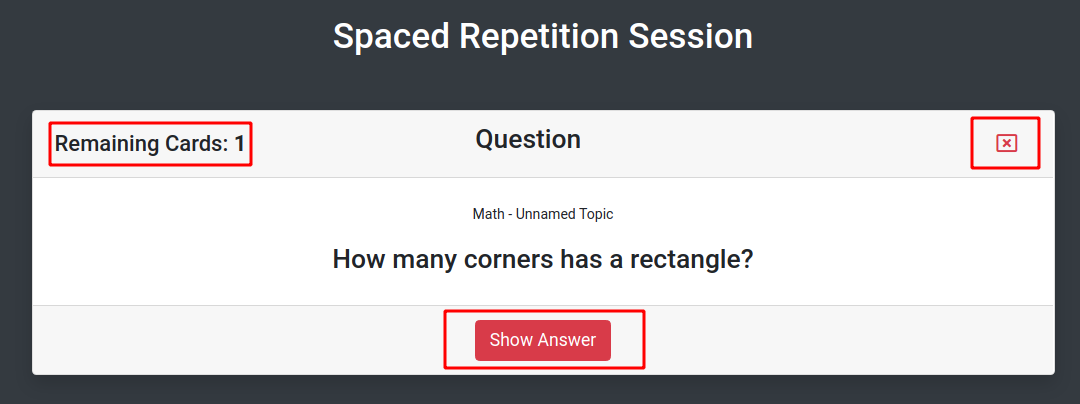 Spaced Repetition Session
Remaining Cards: 1
Question
Math - Unnamed Topic
How many corners has a rectangle?
Show Answer